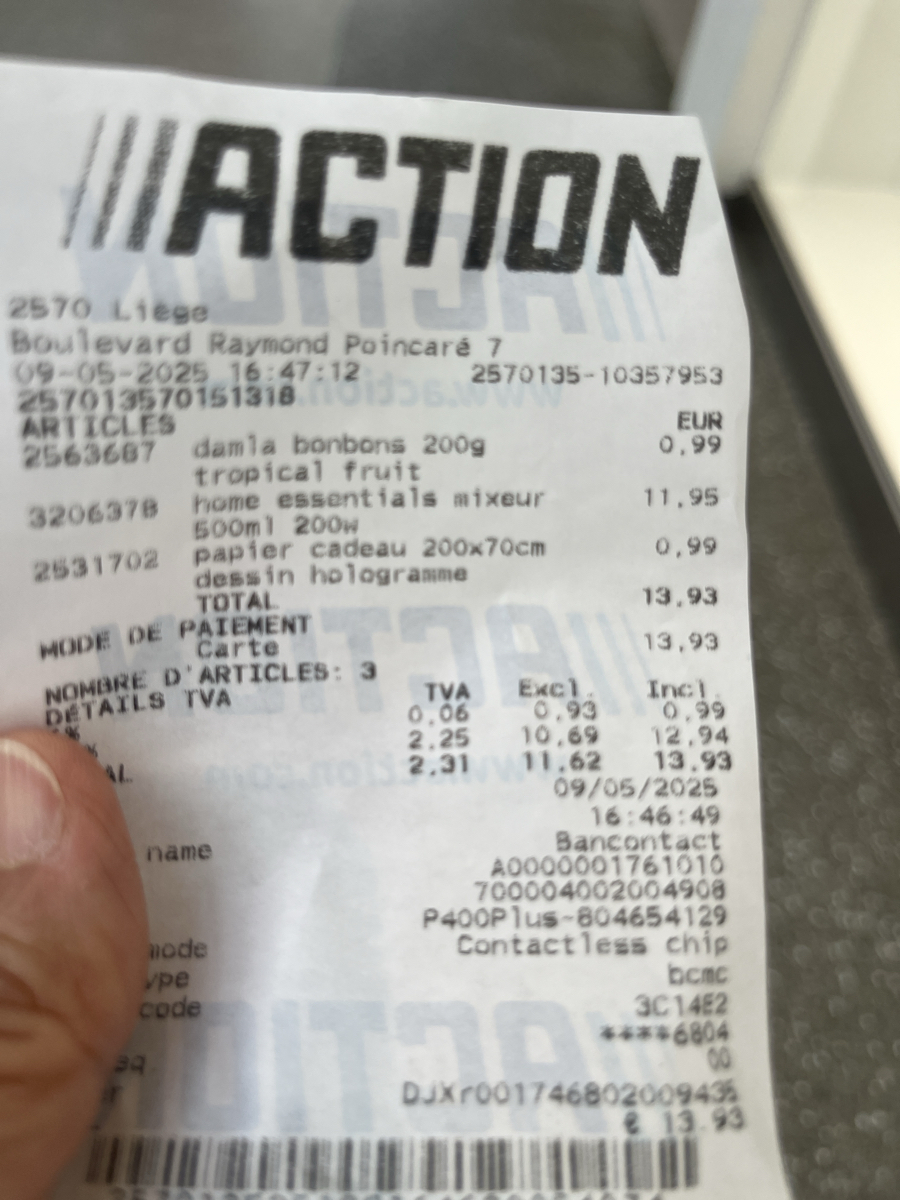 ACTION
2570 Liège
Boulevard Raymond Poincaré 7
09-05-2025 16:47:12 2570135-10357953
257013570151318
ARTICLES EUR
2563687 damla bonbons 200g 0,99
tropical fruit
3206378 home essentials mixeur 11,95
500ml 200w
2531702 papier cadeau 200x70cm 0,99
dessin hologramme
TOTAL 13,93
MODE DE PAIEMENT
Carte 13,93
NOMBRE D'ARTICLES: 3
DÉTAILS TVA TVA Excl. Incl.
% 0,06 0,93 0,99
% 2,25 10,69 12,94
AL 2,31 11,62 13,93
09/05/2025
16:46:49
name Bancontact
A0000001761010
700004002004908
P400Plus-804654129
mode Contactless chip
ype bcmc
code 3C14E2
****6804
00
€ 13.93